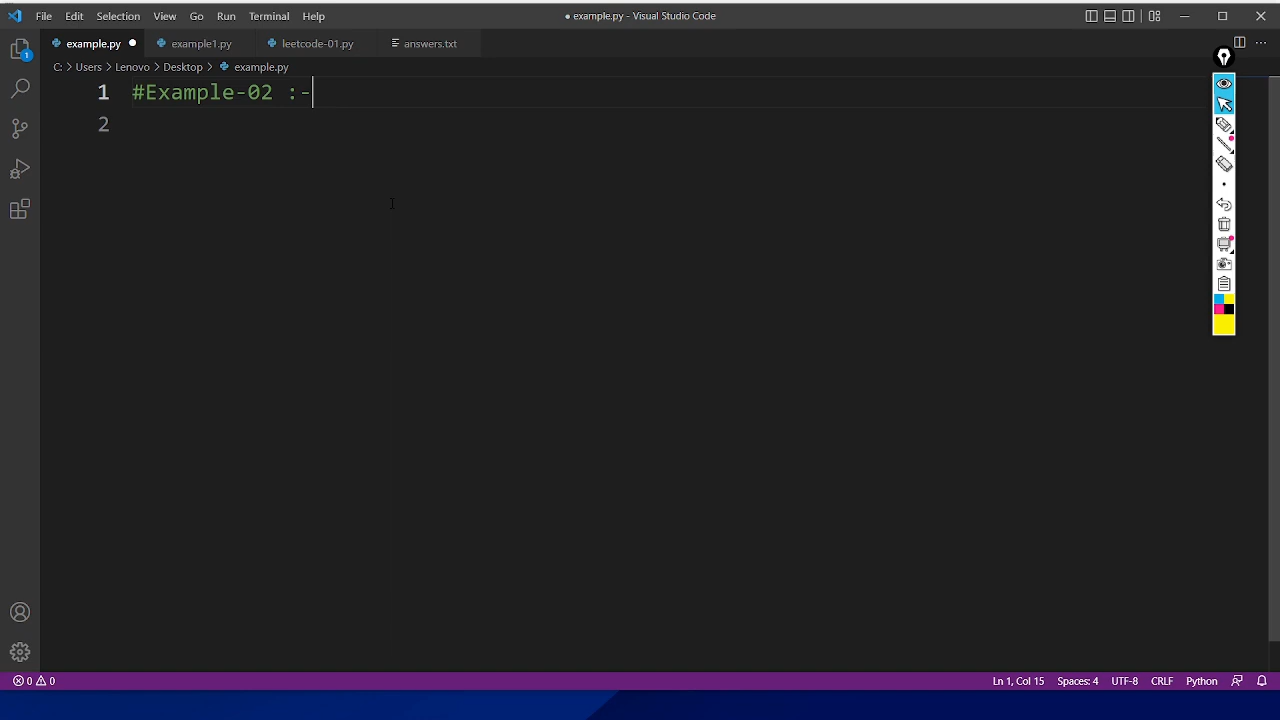 File Edit Selection View Go Run Terminal Help
● example.py - Visual Studio Code
example.py ● example1.py leetcode-01.py answers.txt
C: > Users > Lenovo > Desktop > example.py
1 #Example-02 :-
2
1
0 0 Ln 1, Col 15 Spaces: 4 UTF-8 CRLF Python